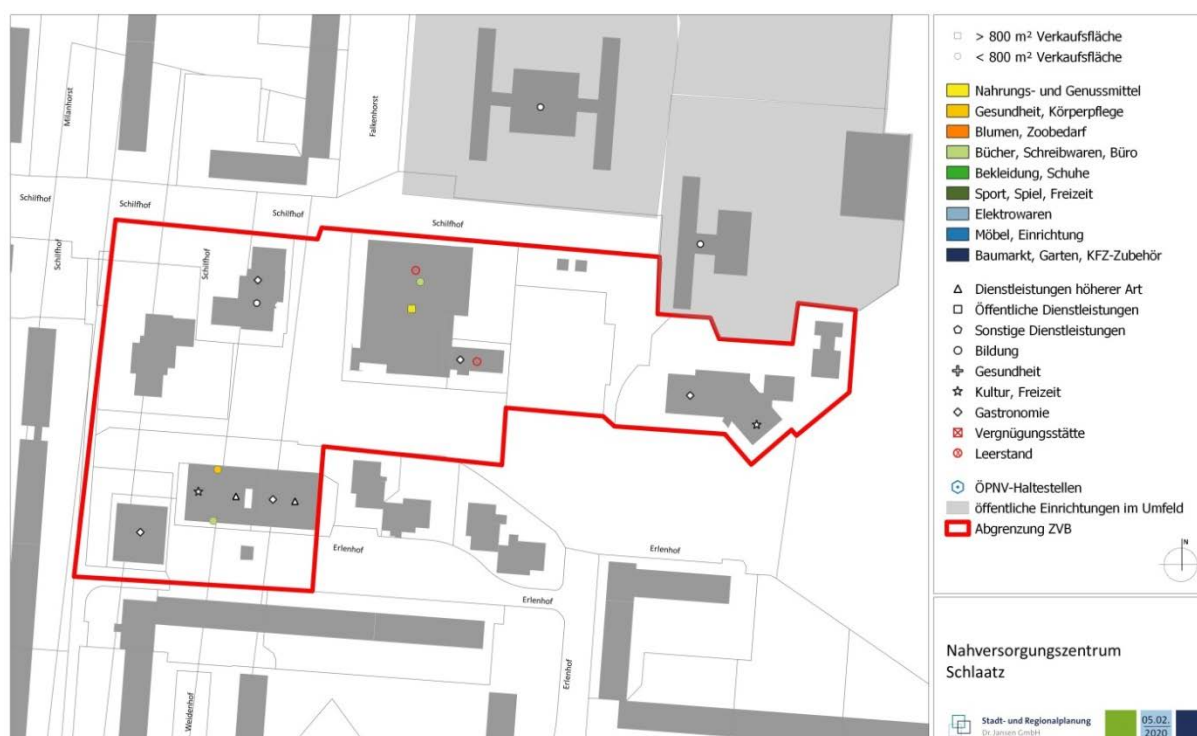 Milanhorst
Falkenhorst
Schilfhof
Schilfhof
Schilfhof
Schilfhof
Schilfhof
Schilfhof
Erlenhof
Erlenhof
Erlenhof
Erlenhof
Weidenhof
> 800 m² Verkaufsfläche
< 800 m² Verkaufsfläche
Nahrungs- und Genussmittel
Gesundheit, Körperpflege
Blumen, Zoobedarf
Bücher, Schreibwaren, Büro
Bekleidung, Schuhe
Sport, Spiel, Freizeit
Elektrowaren
Möbel, Einrichtung
Baumarkt, Garten, KFZ-Zubehör
Dienstleistungen höherer Art
Öffentliche Dienstleistungen
Sonstige Dienstleistungen
Bildung
Gesundheit
Kultur, Freizeit
Gastronomie
Vergnügungsstätte
Leerstand
ÖPNV-Haltestellen
öffentliche Einrichtungen im Umfeld
Abgrenzung ZVB
N
Nahversorgungszentrum
Schlaatz
Stadt- und Regionalplanung
Dr. Jansen GmbH
05.02.
2020